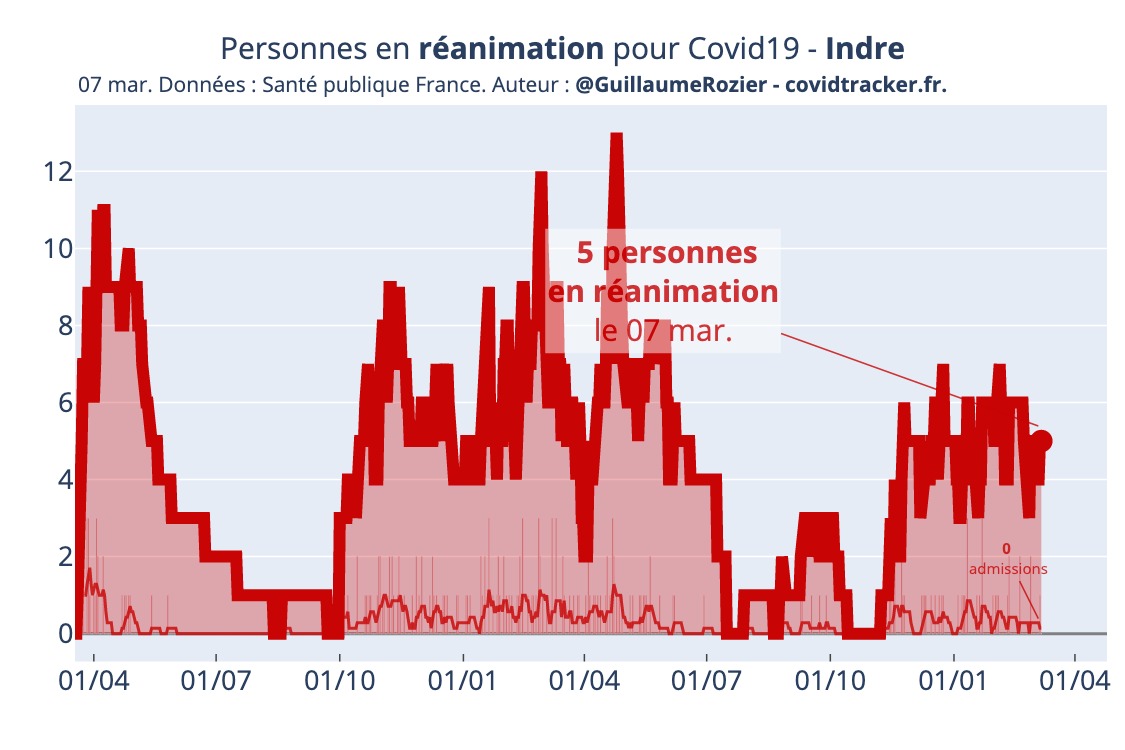 Personnes en réanimation pour Covid19 - Indre
07 mar. Données : Santé publique France. Auteur : @GuillaumeRozier - covidtracker.fr.
12
10
8
6
4
2
0
5 personnes
en réanimation
le 07 mar.
0
admissions
01/04
01/07
01/10
01/01
01/04
01/07
01/10
01/01
01/04